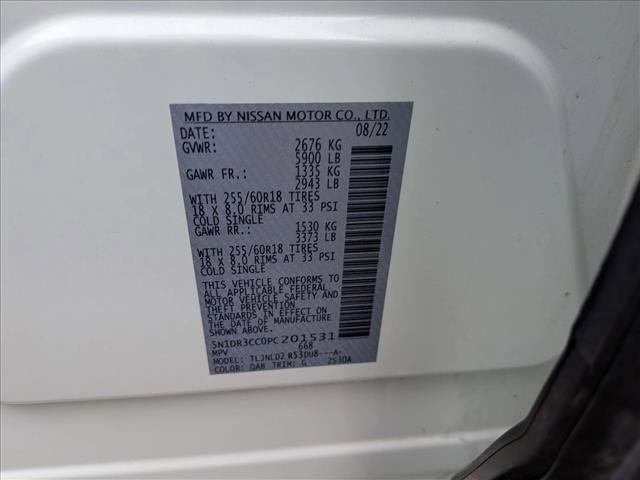 MFD BY NISSAN MOTOR CO., LTD.
DATE: 08/22
GVWR: 2676 KG
5900 LB
GAWR FR.: 1335 KG
2943 LB
WITH 255/60R18 TIRES
18 X 8.0 RIMS AT 33 PSI
COLD SINGLE
GAWR RR.: 1530 KG
3373 LB
WITH 255/60R18 TIRES
18 X 8.0 RIMS AT 33 PSI
COLD SINGLE
THIS VEHICLE CONFORMS TO
ALL APPLICABLE FEDERAL
MOTOR VEHICLE SAFETY AND
THEFT PREVENTION
STANDARDS IN EFFECT ON
THE DATE OF MANUFACTURE
5N1DR3CC0PC201531
MPV 668
MODEL: TLJNLD2 R53DU8---A-
COLOR: QAB TRIM: G 2530A